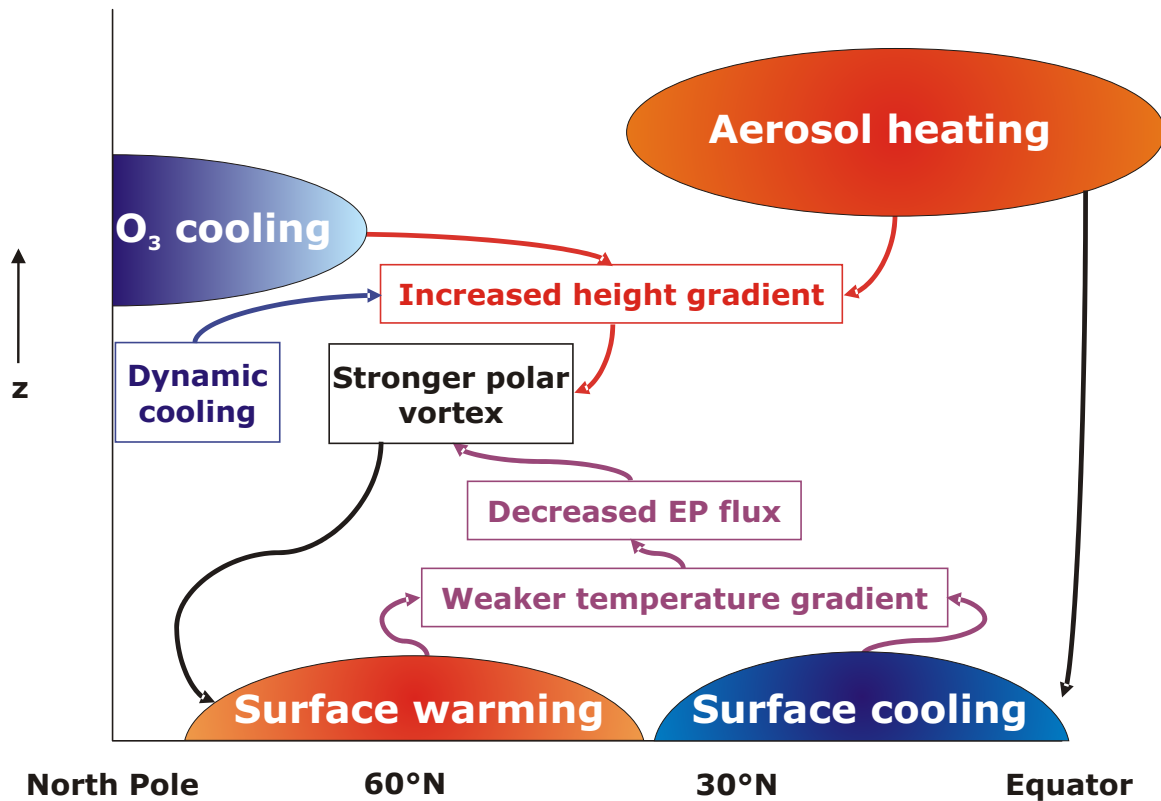 Aerosol heating
O₃ cooling
Increased height gradient
Dynamic
cooling
Stronger polar
vortex
z
Decreased EP flux
Weaker temperature gradient
Surface warming
Surface cooling
North Pole
60°N
30°N
Equator